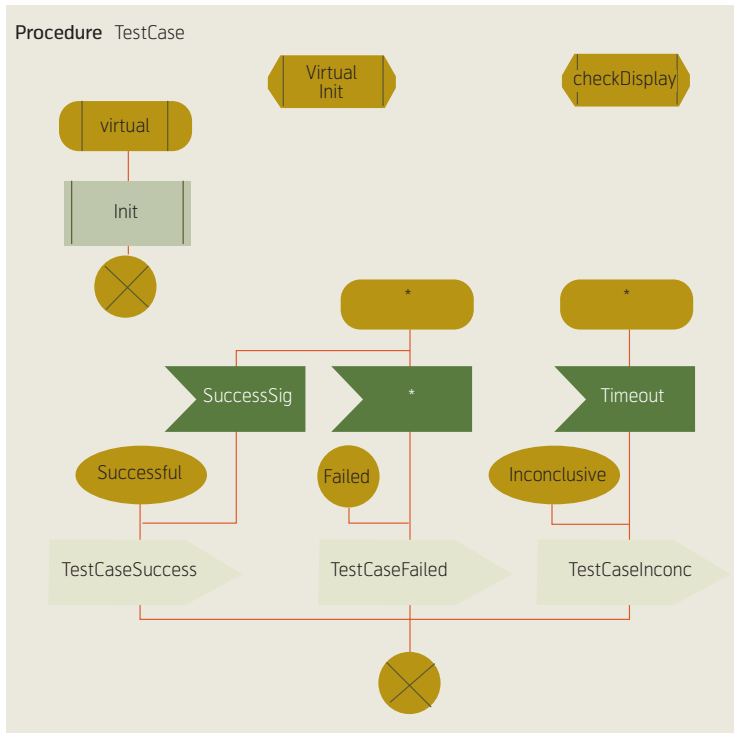 Procedure TestCase
Virtual
Init
checkDisplay
virtual
Init
*
*
SuccessSig
*
Timeout
Successful
Failed
Inconclusive
TestCaseSuccess
TestCaseFailed
TestCaseInconc